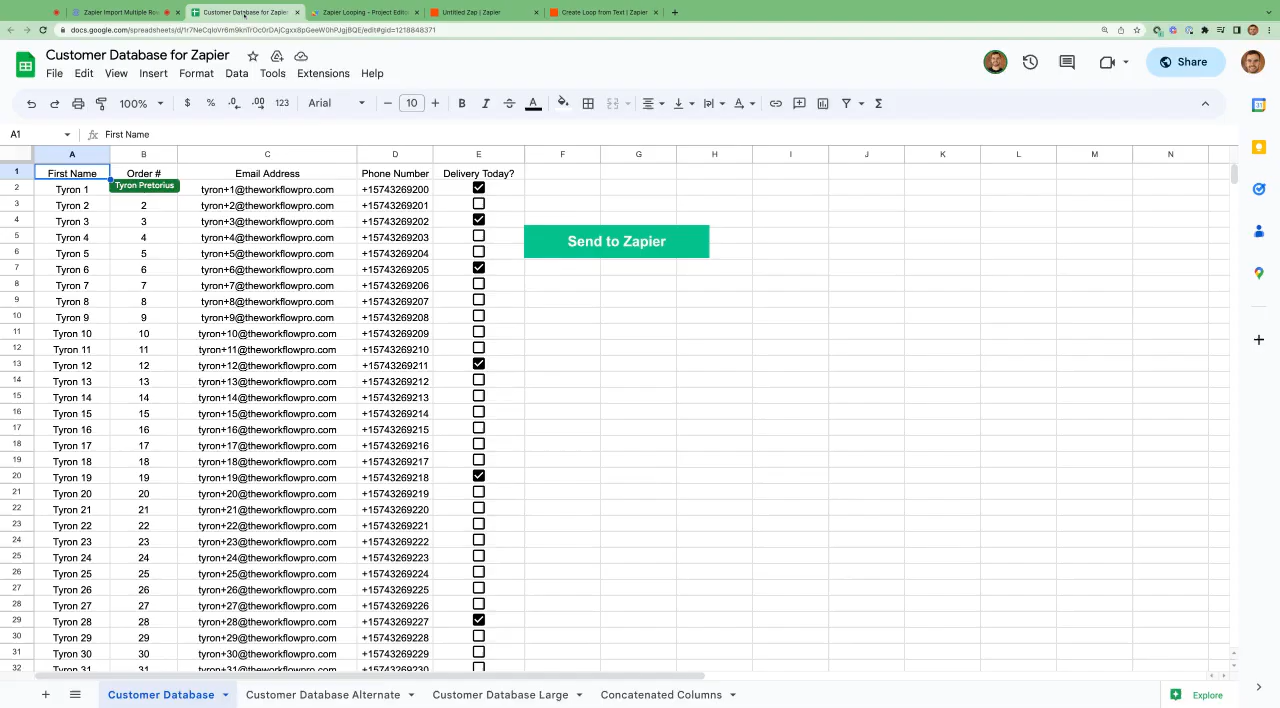 Zapier Import Multiple Row
Customer Database for Zapier
Zapier Looping - Project Edito
Untitled Zap | Zapier
Create Loop from Text | Zapier
Customer Database for Zapier
File Edit View Insert Format Data Tools Extensions Help
Share
100% $ % .0 .00 123 Arial 10 B I A
A1 fx First Name
A B C D E F G H I J K L M N
1 First Name Order # Email Address Phone Number Delivery Today?
Tyron Pretorius
2 Tyron 1 tyron+1@theworkflowpro.com +15743269200
3 Tyron 2 2 tyron+2@theworkflowpro.com +15743269201
4 Tyron 3 3 tyron+3@theworkflowpro.com +15743269202
5 Tyron 4 4 tyron+4@theworkflowpro.com +15743269203
6 Tyron 5 5 tyron+5@theworkflowpro.com +15743269204
7 Tyron 6 6 tyron+6@theworkflowpro.com +15743269205
8 Tyron 7 7 tyron+7@theworkflowpro.com +15743269206
9 Tyron 8 8 tyron+8@theworkflowpro.com +15743269207
10 Tyron 9 9 tyron+9@theworkflowpro.com +15743269208
11 Tyron 10 10 tyron+10@theworkflowpro.com +15743269209
12 Tyron 11 11 tyron+11@theworkflowpro.com +15743269210
13 Tyron 12 12 tyron+12@theworkflowpro.com +15743269211
14 Tyron 13 13 tyron+13@theworkflowpro.com +15743269212
15 Tyron 14 14 tyron+14@theworkflowpro.com +15743269213
16 Tyron 15 15 tyron+15@theworkflowpro.com +15743269214
17 Tyron 16 16 tyron+16@theworkflowpro.com +15743269215
18 Tyron 17 17 tyron+17@theworkflowpro.com +15743269216
19 Tyron 18 18 tyron+18@theworkflowpro.com +15743269217
20 Tyron 19 19 tyron+19@theworkflowpro.com +15743269218
21 Tyron 20 20 tyron+20@theworkflowpro.com +15743269219
22 Tyron 21 21 tyron+21@theworkflowpro.com +15743269220
23 Tyron 22 22 tyron+22@theworkflowpro.com +15743269221
24 Tyron 23 23 tyron+23@theworkflowpro.com +15743269222
25 Tyron 24 24 tyron+24@theworkflowpro.com +15743269223
26 Tyron 25 25 tyron+25@theworkflowpro.com +15743269224
27 Tyron 26 26 tyron+26@theworkflowpro.com +15743269225
28 Tyron 27 27 tyron+27@theworkflowpro.com +15743269226
29 Tyron 28 28 tyron+28@theworkflowpro.com +15743269227
30 Tyron 29 29 tyron+29@theworkflowpro.com +15743269228
31 Tyron 30 30 tyron+30@theworkflowpro.com +15743269229
32 Tyron 31 31 tyron+31@theworkflowpro.com +15743269230
Send to Zapier
Customer Database Customer Database Alternate Customer Database Large Concatenated Columns Explore